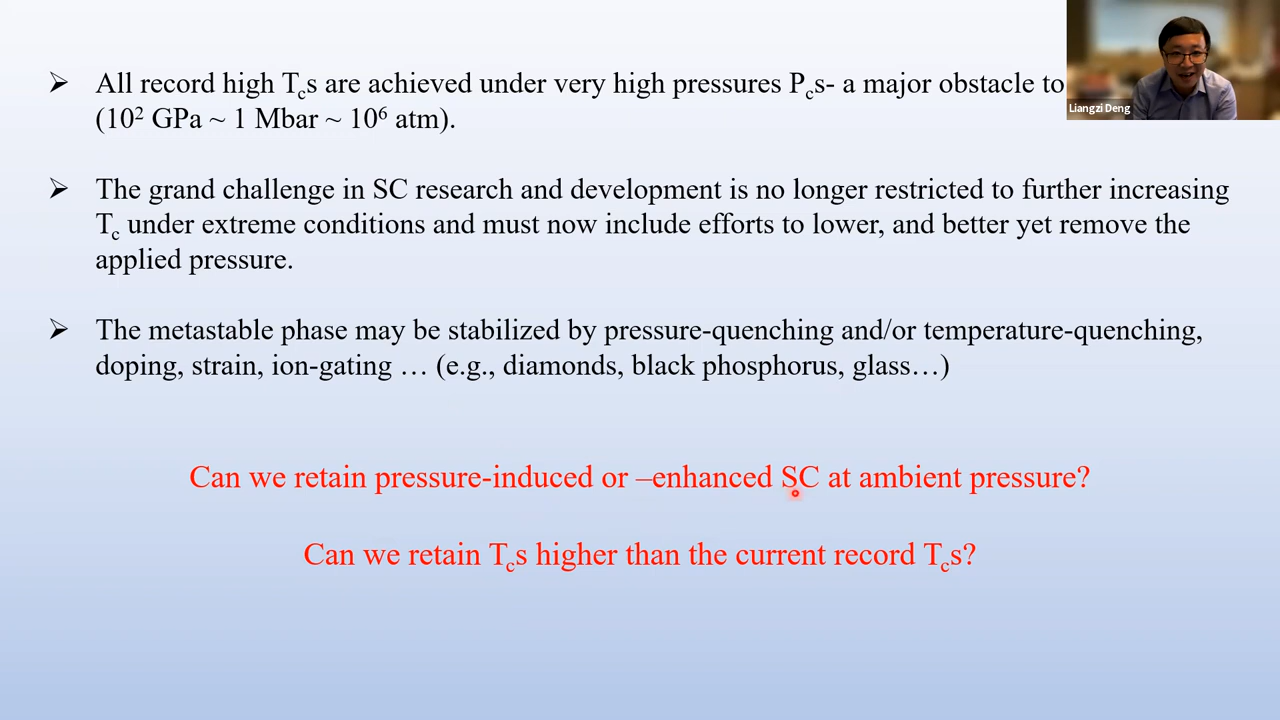 ➢ All record high Tcs are achieved under very high pressures Pcs- a major obstacle to
(10² GPa ~ 1 Mbar ~ 10⁶ atm).
➢ The grand challenge in SC research and development is no longer restricted to further increasing
Tc under extreme conditions and must now include efforts to lower, and better yet remove the
applied pressure.
➢ The metastable phase may be stabilized by pressure-quenching and/or temperature-quenching,
doping, strain, ion-gating … (e.g., diamonds, black phosphorus, glass…)
Can we retain pressure-induced or –enhanced SC at ambient pressure?
Can we retain Tcs higher than the current record Tcs?
Liangzi Deng